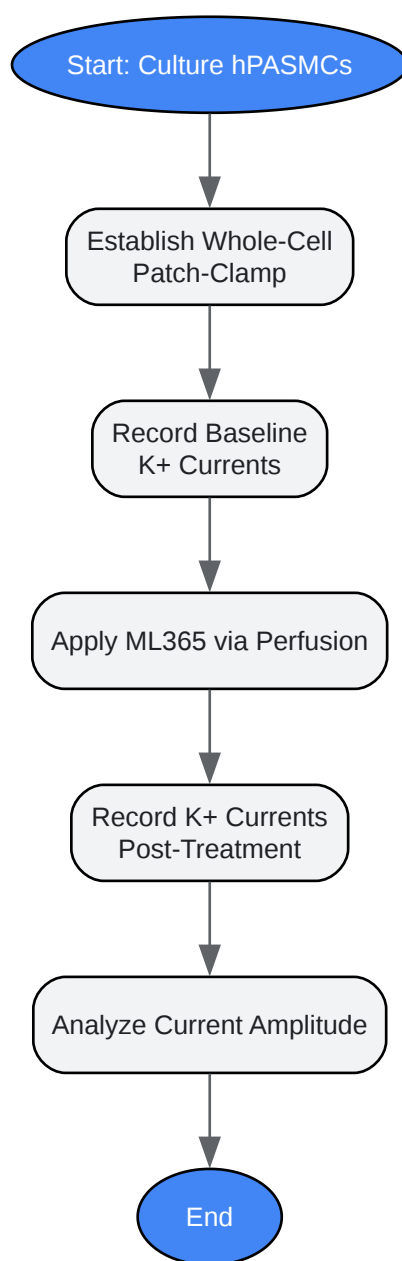 Start: Culture hPASMCs
Establish Whole-Cell
Patch-Clamp
Record Baseline
K+ Currents
Apply ML365 via Perfusion
Record K+ Currents
Post-Treatment
Analyze Current Amplitude
End